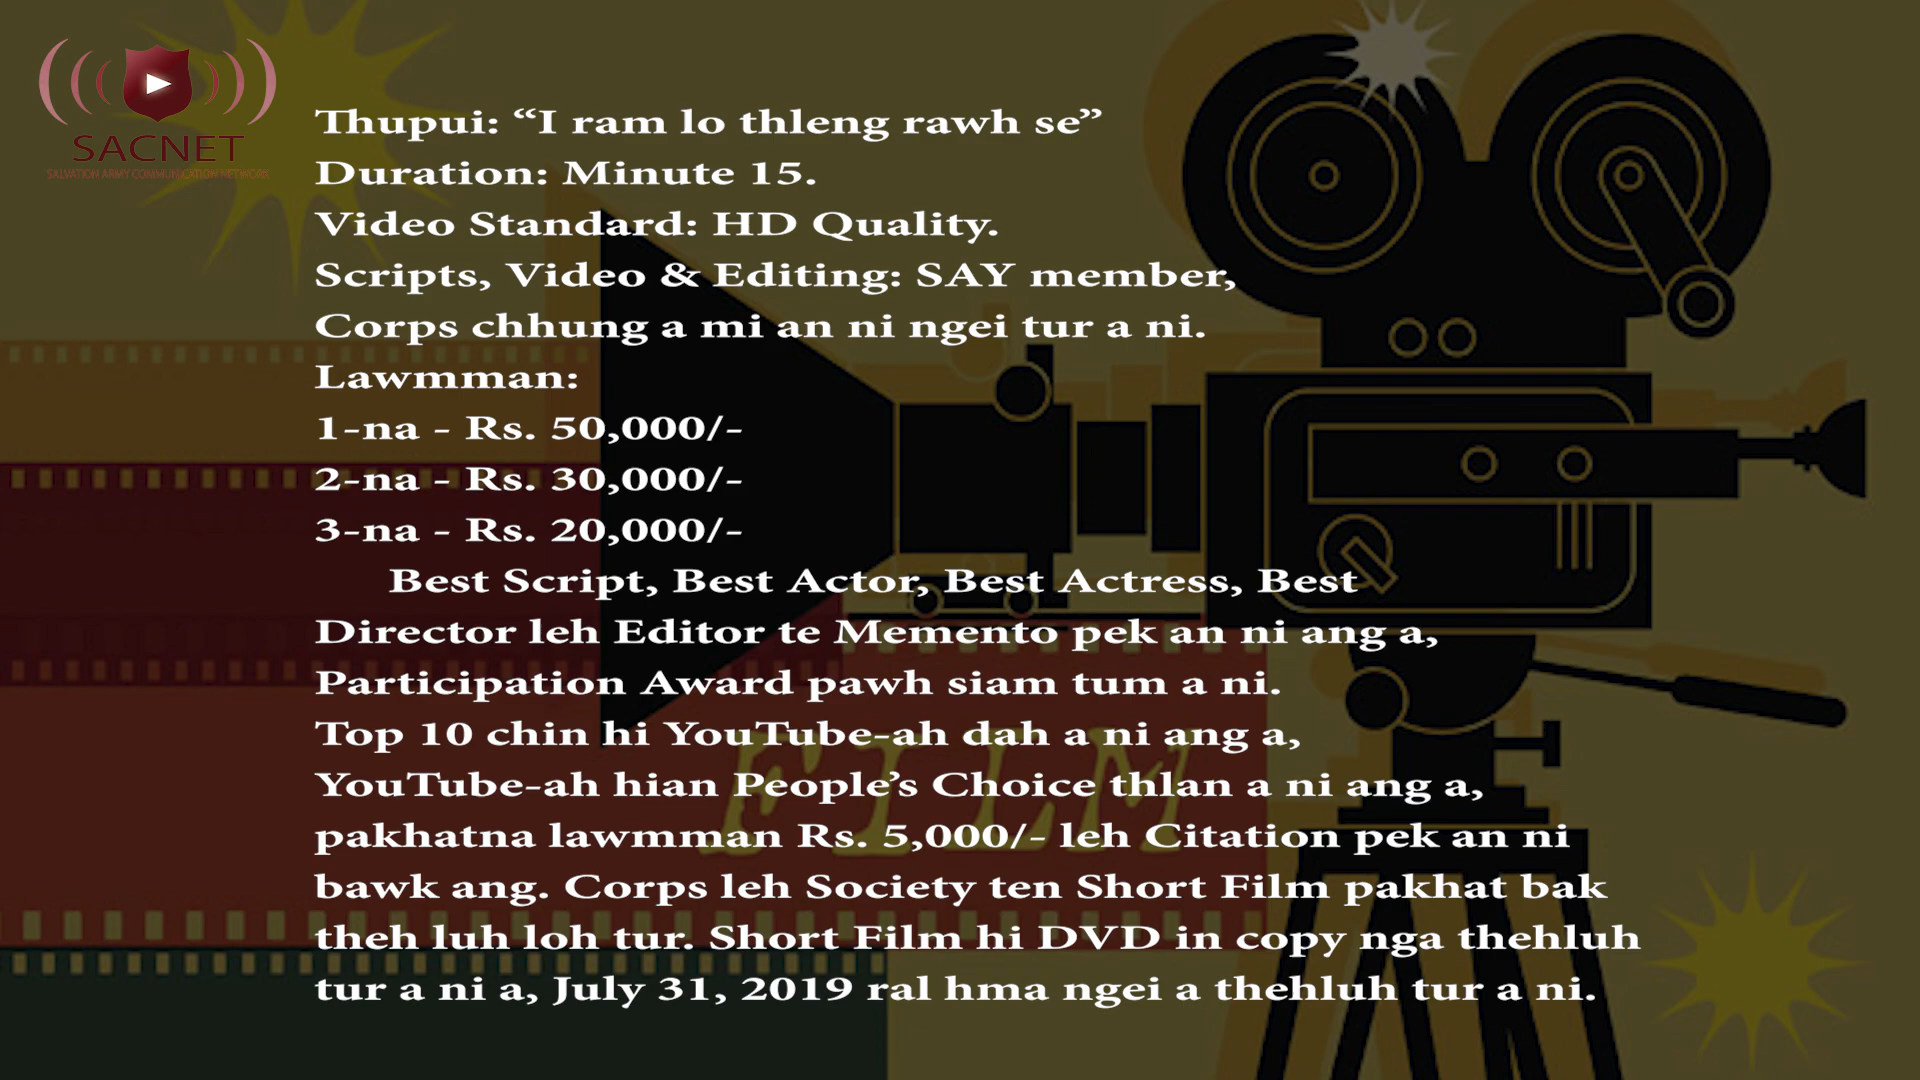 SACNET
SALVATION ARMY COMMUNICATION NETWORK
Thupui: “I ram lo thleng rawh se”
Duration: Minute 15.
Video Standard: HD Quality.
Scripts, Video & Editing: SAY member,
Corps chhung a mi an ni ngei tur a ni.
Lawmman:
1-na - Rs. 50,000/-
2-na - Rs. 30,000/-
3-na - Rs. 20,000/-
Best Script, Best Actor, Best Actress, Best
Director leh Editor te Memento pek an ni ang a,
Participation Award pawh siam tum a ni.
Top 10 chin hi YouTube-ah dah a ni ang a,
YouTube-ah hian People’s Choice thlan a ni ang a,
pakhatna lawmman Rs. 5,000/- leh Citation pek an ni
bawk ang. Corps leh Society ten Short Film pakhat bak
theh luh loh tur. Short Film hi DVD in copy nga thehluh
tur a ni a, July 31, 2019 ral hma ngei a thehluh tur a ni.
FILM